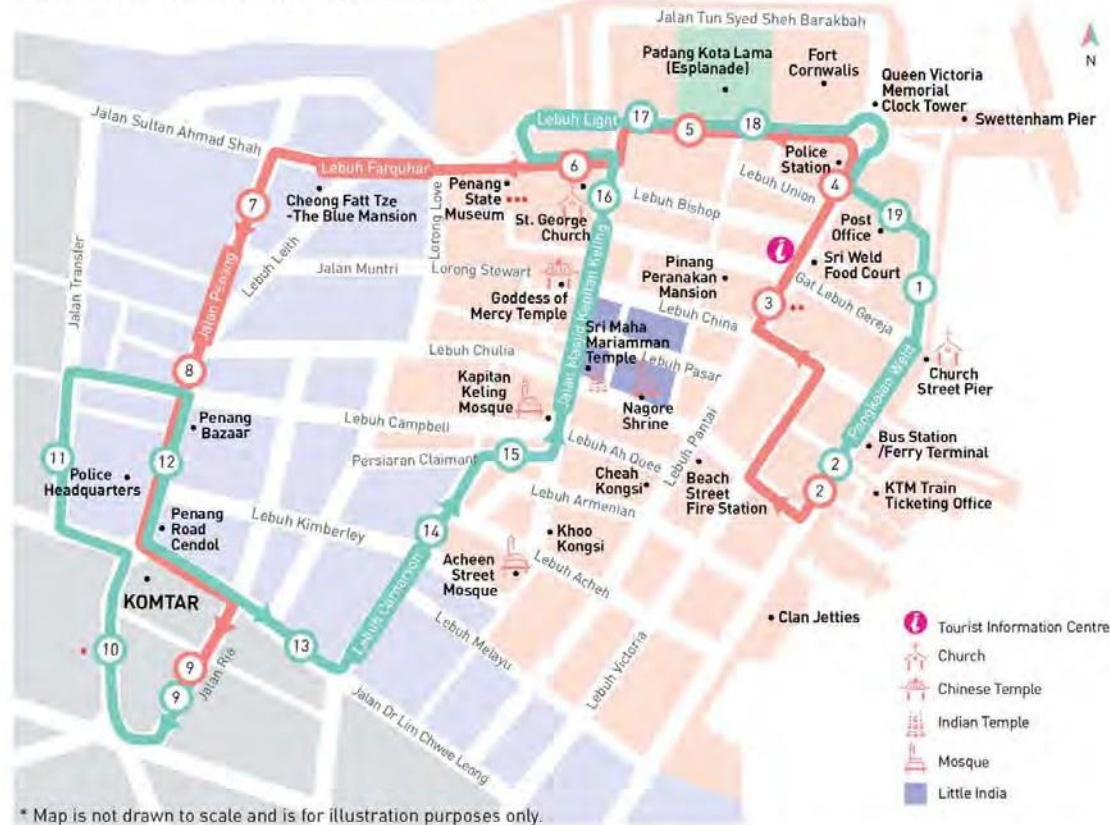 Jalan Tun Syed Sheh Barakbah
N
Padang Kota Lama
(Esplanade)
Fort
Cornwalis
Queen Victoria
Memorial
Clock Tower
Swettenham Pier
Jalan Sultan Ahmad Shah
Lebuh Light
17
5
18
Lebuh Farquhar
6
Police
Station
4
7
Cheong Fatt Tze
-The Blue Mansion
Lorong Love
Penang
State
Museum
St. George
Church
16
Lebuh Bishop
Lebuh Union
19
Post
Office
Jalan Transfer
Jalan Penang
Lebuh Leith
Jalan Muntri
Lorong Stewart
Goddess of
Mercy Temple
Jalan Masjid Kapitan Keling
Pinang
Peranakan
Mansion
i
Sri Weld
Food Court
Gat Lebuh Gereja
1
3
Lebuh China
Sri Maha
Mariamman
Temple
Lebuh Pasar
Lebuh Chulia
8
Kapitan
Keling
Mosque
Nagore
Shrine
Pangkalan Weld
Church
Street Pier
Penang
Bazaar
Lebuh Campbell
11
12
Police
Headquarters
Persiaran Claimant
15
Lebuh Ah Quee
Lebuh Pantai
Cheah
Kongsi
Beach
Street
Fire Station
2
2
Bus Station
/Ferry Terminal
KTM Train
Ticketing Office
Penang
Road
Cendol
Lebuh Kimberley
14
Lebuh Armenian
Khoo
Kongsi
Acheen
Street
Mosque
Lebuh Acheh
KOMTAR
Lebuh Carnarvon
Lebuh Melayu
Lebuh Victoria
Clan Jetties
10
9
9
Jalan Ria
13
Jalan Dr Lim Chwee Leong
i Tourist Information Centre
Church
Chinese Temple
Indian Temple
Mosque
Little India
* Map is not drawn to scale and is for illustration purposes only.